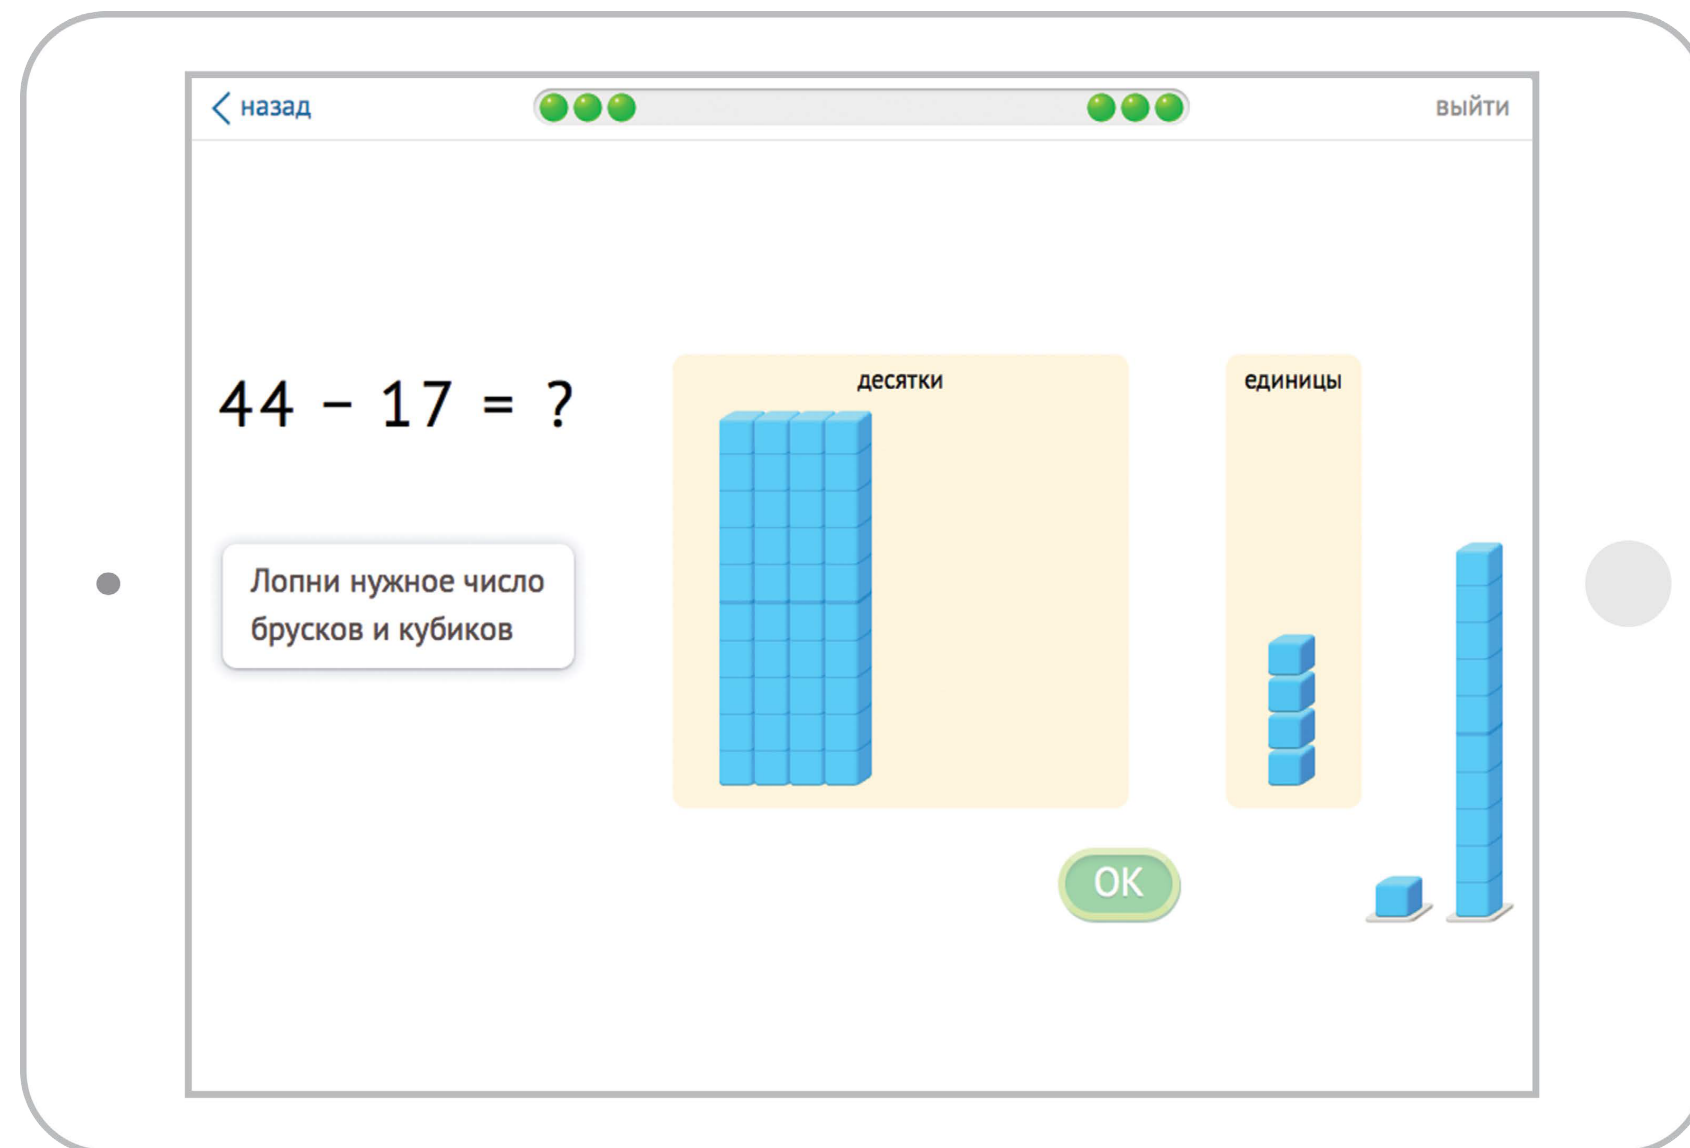 назад
выйти
44 − 17 = ?
десятки
единицы
Лопни нужное число
брусков и кубиков
OK